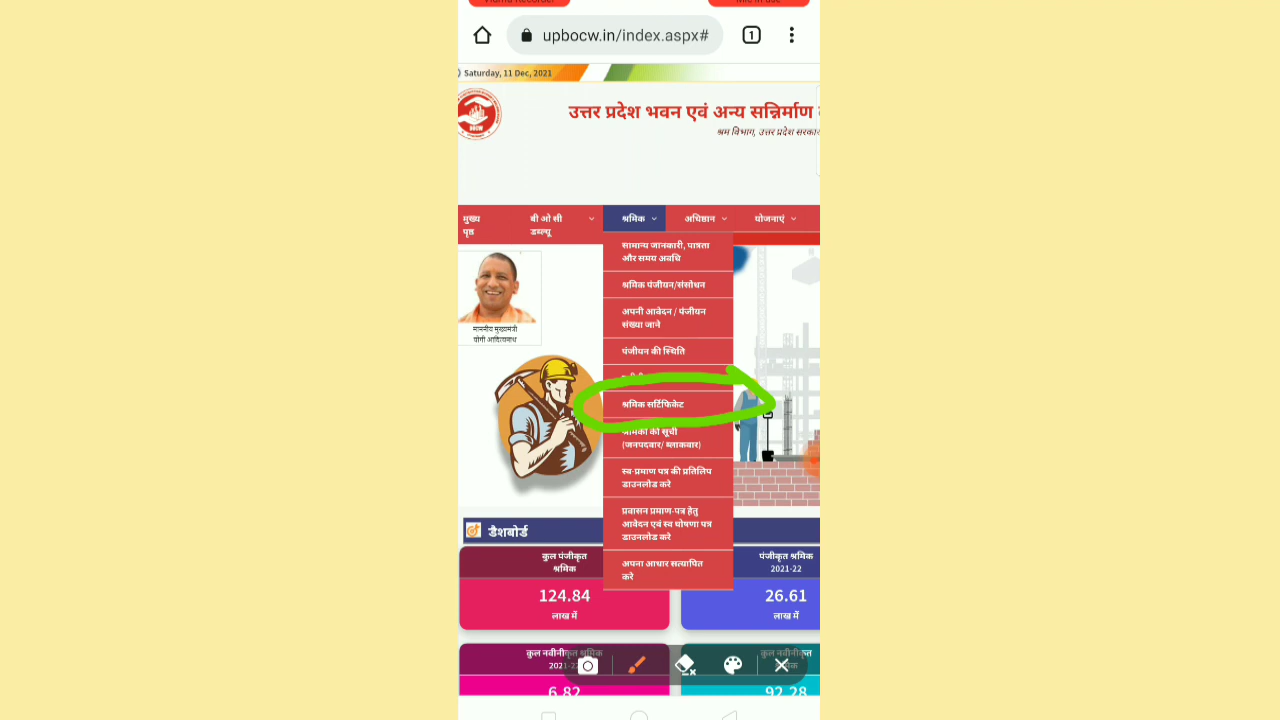 upbocw.in/index.aspx#
1
Saturday, 11 Dec, 2021
उत्तर प्रदेश भवन एवं अन्य सन्निर्माण
श्रम विभाग, उत्तर प्रदेश सरकार
मुख्य
पृष्ठ
बी ओ सी
डब्ल्यू
श्रमिक
अधिष्ठान
योजनाएं
सामान्य जानकारी, पात्रता
और समय अवधि
श्रमिक पंजीयन/संसोधन
अपनी आवेदन / पंजीयन
संख्या जाने
पंजीयन की स्थिति
श्रमिक सर्टिफिकेट
श्रमिकों की सूची
(जनपदवार/ ब्लाकवार)
स्व-प्रमाण पत्र की प्रतिलिप
डाउनलोड करे
प्रवासन प्रमाण-पत्र हेतु
आवेदन एवं स्व घोषणा पत्र
डाउनलोड करे
अपना आधार सत्यापित
करे
माननीय मुख्यमंत्री
योगी आदित्यनाथ
डैशबोर्ड
कुल पंजीकृत
श्रमिक
124.84
लाख में
पंजीकृत श्रमिक
2021-22
26.61
लाख में
कुल नवीनीकृत श्रमिक
6.82
कुल नवीनीकृत
92.28